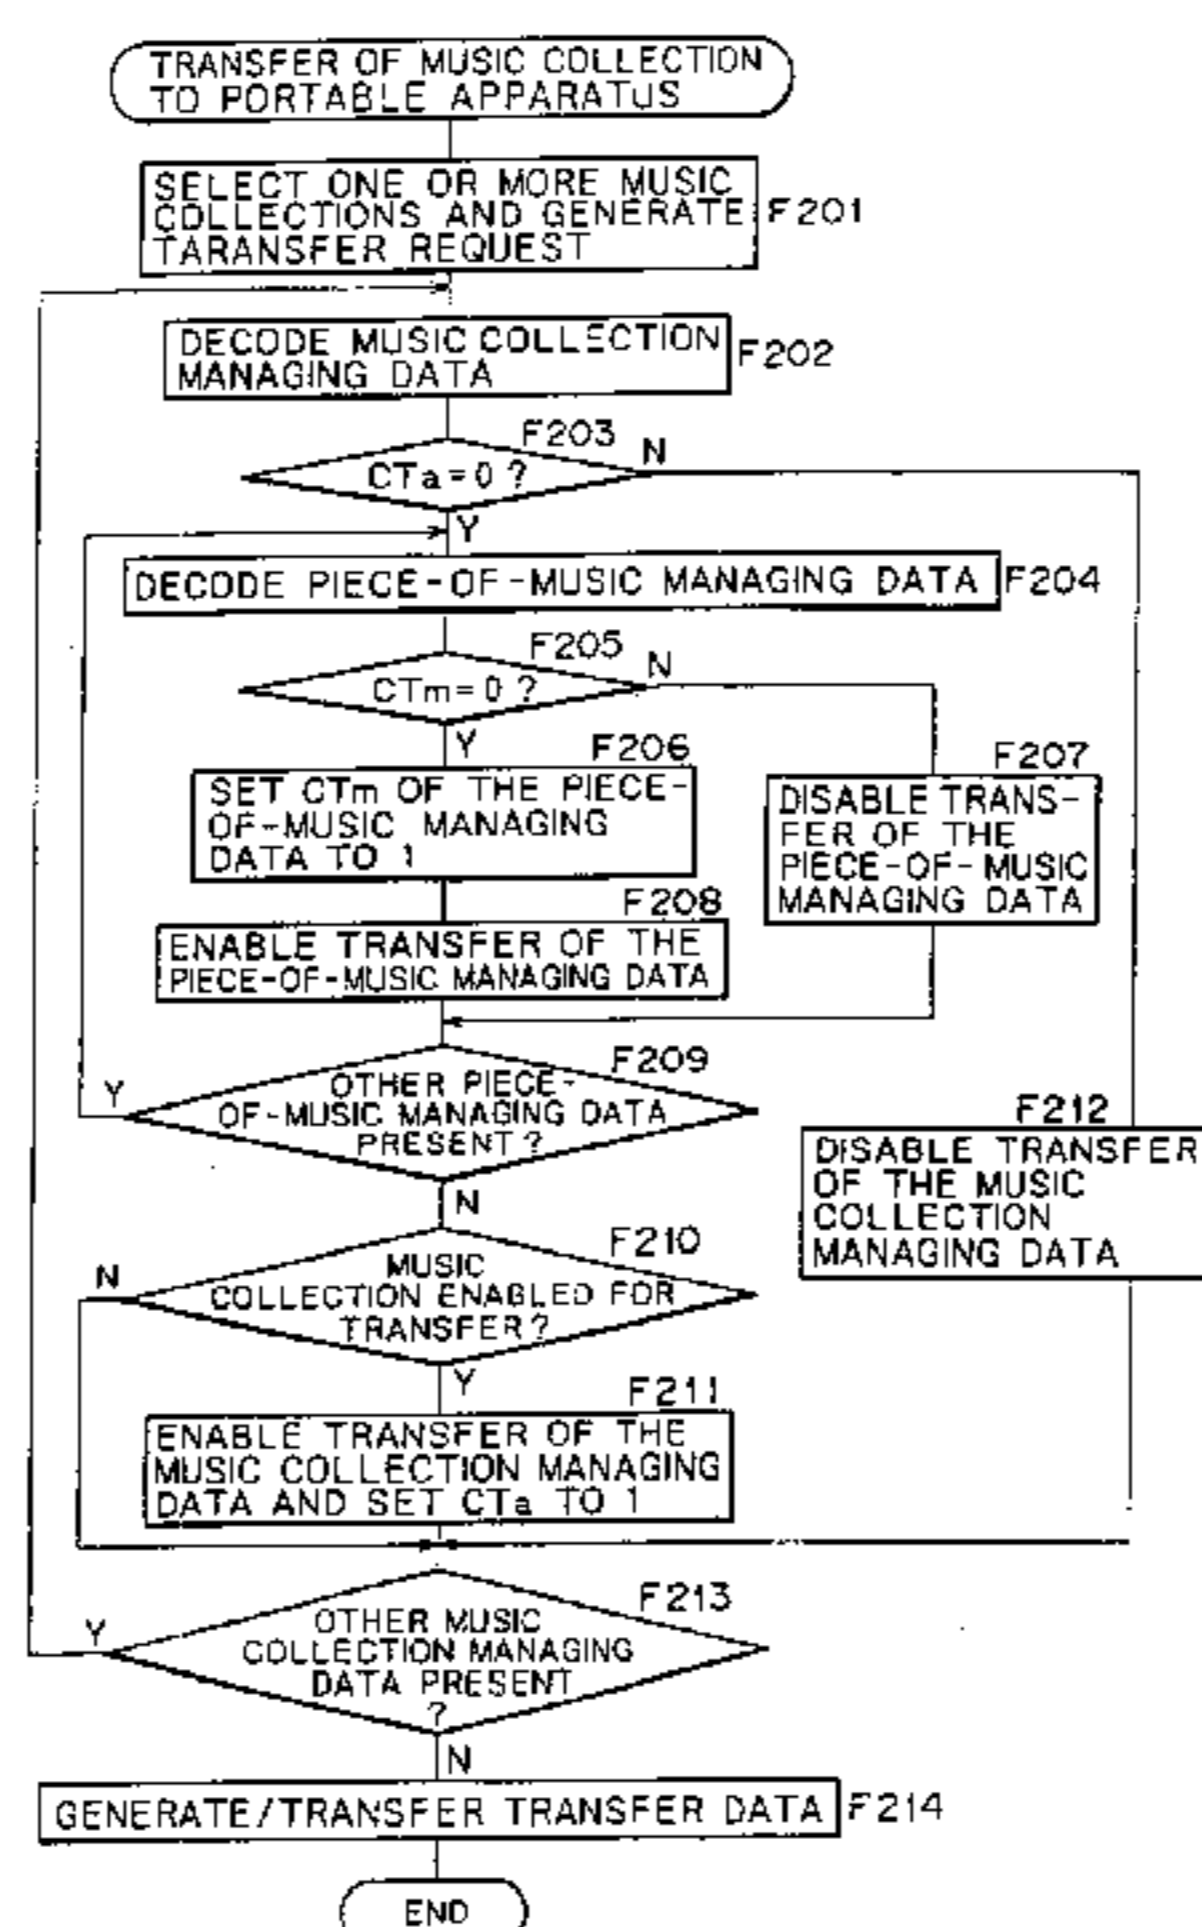 TRANSFER OF MUSIC COLLECTION
TO PORTABLE APPARATUS
SELECT ONE OR MORE MUSIC
COLLECTIONS AND GENERATE
TARANSFER REQUEST
F201
DECODE MUSIC COLLECTION
MANAGING DATA
F202
F203
CTa=0 ?
N
Y
DECODE PIECE-OF-MUSIC MANAGING DATA
F204
F205
CTm=0 ?
N
Y
F206
SET CTm OF THE PIECE-
OF-MUSIC MANAGING
DATA TO 1
F207
DISABLE TRANS-
FER OF THE
PIECE-OF-MUSIC
MANAGING DATA
F208
ENABLE TRANSFER OF THE
PIECE-OF-MUSIC MANAGING DATA
F209
OTHER PIECE-
OF-MUSIC MANAGING DATA
PRESENT ?
Y
N
F212
DISABLE TRANSFER
OF THE MUSIC
COLLECTION
MANAGING DATA
F210
MUSIC
COLLECTION ENABLED FOR
TRANSFER ?
N
Y
F211
ENABLE TRANSFER OF THE
MUSIC COLLECTION MANAGING
DATA AND SET CTa TO 1
F213
OTHER MUSIC
COLLECTION MANAGING
DATA PRESENT
?
Y
N
GENERATE/TRANSFER TRANSFER DATA
F214
END